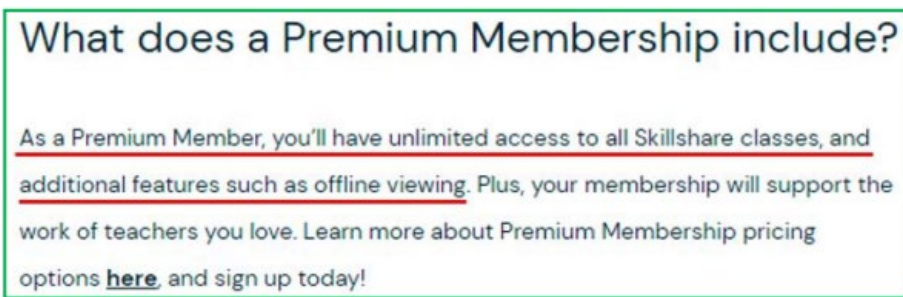 What does a Premium Membership include?
As a Premium Member, you'll have unlimited access to all Skillshare classes, and
additional features such as offline viewing. Plus, your membership will support the
work of teachers you love. Learn more about Premium Membership pricing
options here, and sign up today!